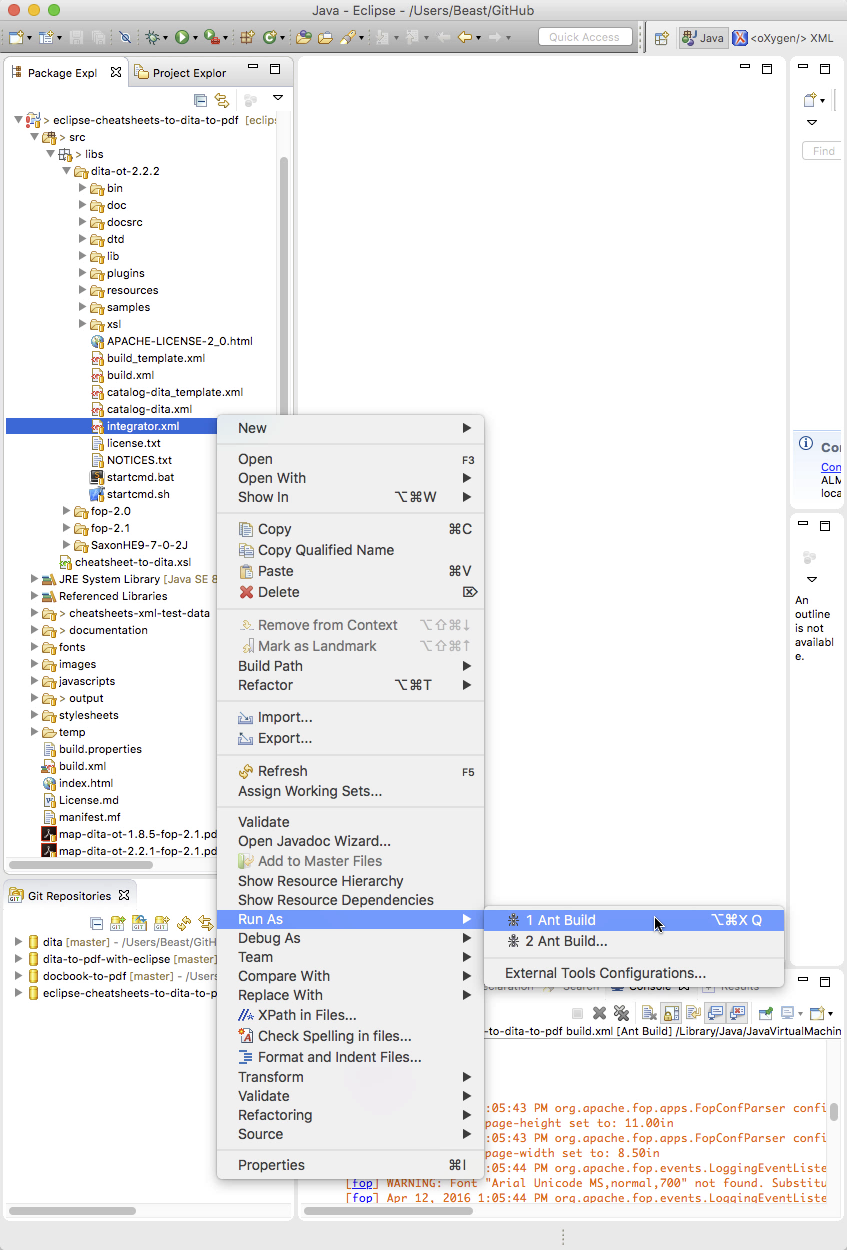 Java - Eclipse - /Users/Beast/GitHub
Quick Access
Java
<oXygen/> XML
Package Expl
Project Explor
> eclipse-cheatsheets-to-dita-to-pdf [eclips
> src
> libs
dita-ot-2.2.2
bin
doc
docsrc
dtd
lib
plugins
resources
samples
xsl
APACHE-LICENSE-2_0.html
build_template.xml
build.xml
catalog-dita_template.xml
catalog-dita.xml
integrator.xml
license.txt
NOTICES.txt
startcmd.bat
startcmd.sh
fop-2.0
fop-2.1
SaxonHE9-7-0-2J
cheatsheet-to-dita.xsl
JRE System Library [Java SE 8
Referenced Libraries
> cheatsheets-xml-test-data
> documentation
fonts
images
javascripts
> output
stylesheets
temp
build.properties
build.xml
index.html
License.md
manifest.mf
map-dita-ot-1.8.5-fop-2.1.pd
map-dita-ot-2.2.1-fop-2.1.pd
New
Open F3
Open With
Show In ⌥⌘W
Copy ⌘C
Copy Qualified Name
Paste ⌘V
Delete ⌦
Remove from Context ⌥⇧⌘↓
Mark as Landmark ⌥⇧⌘↑
Build Path
Refactor ⌥⌘T
Import...
Export...
Refresh F5
Assign Working Sets...
Validate
Open Javadoc Wizard...
Add to Master Files
Show Resource Hierarchy
Show Resource Dependencies
Run As
Debug As
Team
Compare With
Replace With
XPath in Files...
Check Spelling in files...
Format and Indent Files...
Transform
Validate
Refactoring
Source
Properties ⌘I
1 Ant Build ⌥⌘X Q
2 Ant Build...
External Tools Configurations...
Find
Co
Con
ALM
loca
An
outline
is not
availabl
e.
Git Repositories
dita [master] - /Users/Beast/GitH
dita-to-pdf-with-eclipse [master]
docbook-to-pdf [master] - /Users
eclipse-cheatsheets-to-dita-to-p
claration Search Console Results
-to-dita-to-pdf build.xml [Ant Build] /Library/Java/JavaVirtualMachin
:05:43 PM org.apache.fop.apps.FopConfParser confi
page-height set to: 11.00in
:05:43 PM org.apache.fop.apps.FopConfParser confi
page-width set to: 8.50in
:05:44 PM org.apache.fop.events.LoggingEventListe
[fop] WARNING: Font "Arial Unicode MS,normal,700" not found. Substitu
[fop] Apr 12, 2016 1:05:44 PM org.apache.fop.events.LoggingEventListe